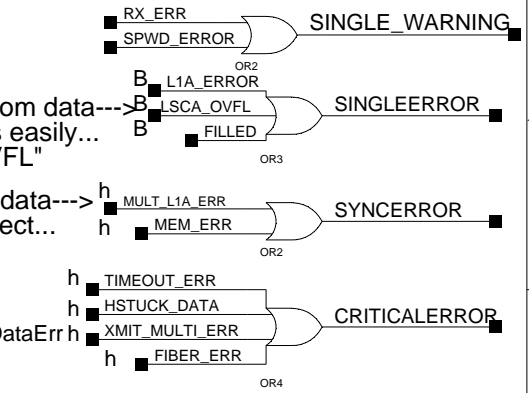 RX_ERR
SPWD_ERROR
SINGLE_WARNING
OR2
B L1A_ERROR
om data---> B LSCA_OVFL
SINGLEERROR
s easily... B FILLED
VFL"
OR3
data---> h MULT_L1A_ERR
SYNCERROR
ect... h MEM_ERR
OR2
h TIMEOUT_ERR
h HSTUCK_DATA
CRITICALERROR
DataErr h XMIT_MULTI_ERR
h FIBER_ERR
OR4